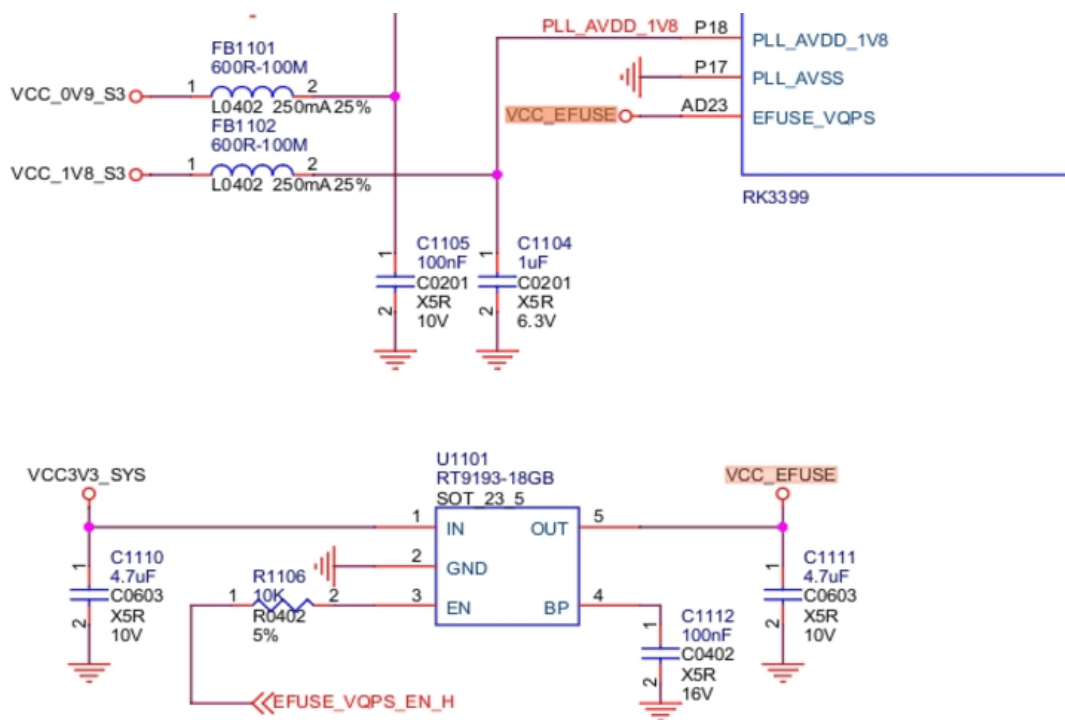 PLL_AVDD_1V8 P18 PLL_AVDD_1V8
FB1101
600R-100M
P17 PLL_AVSS
VCC_0V9_S3 1 2
L0402 250mA 25%
VCC_EFUSE AD23 EFUSE_VQPS
FB1102
600R-100M
VCC_1V8_S3 1 2
L0402 250mA 25%
RK3399
1 C1105
100nF
C0201
2 X5R
10V
1 C1104
1uF
C0201
2 X5R
6.3V
U1101
RT9193-18GB
SOT_23_5
VCC3V3_SYS
VCC_EFUSE
1 IN OUT 5
2 GND
3 EN BP 4
1 C1110
4.7uF
C0603
2 X5R
10V
R1106
1 10K 2
R0402
5%
1 C1112
100nF
C0402
2 X5R
16V
1 C1111
4.7uF
C0603
2 X5R
10V
EFUSE_VQPS_EN_H